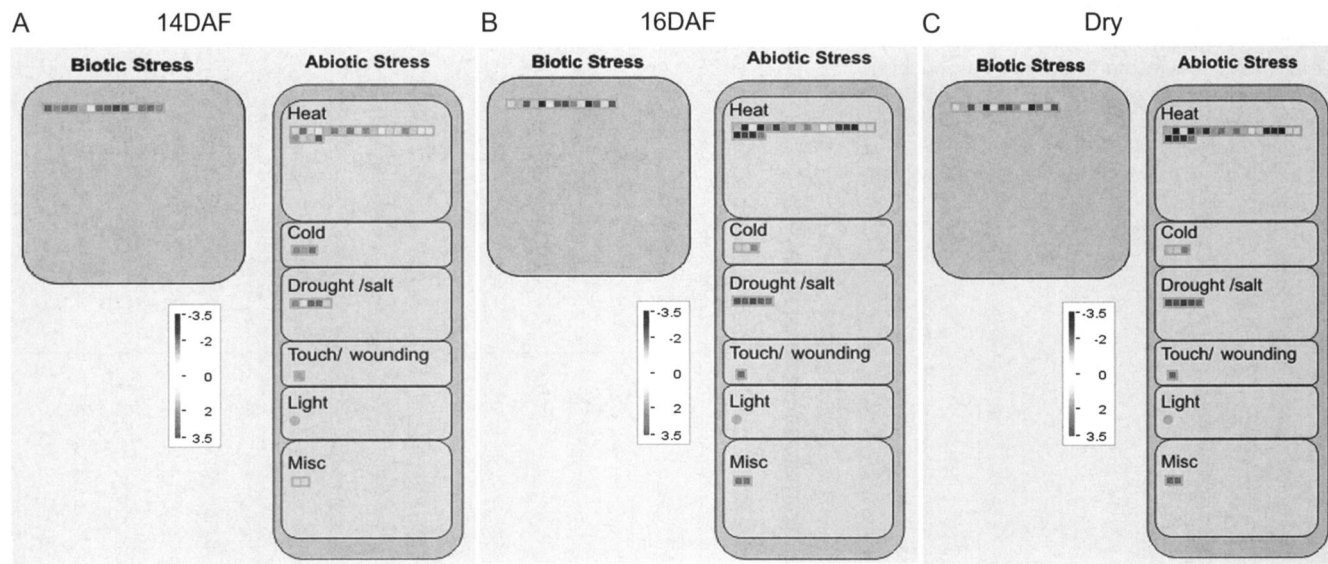 A 14DAF
Biotic Stress
Abiotic Stress
Heat
Cold
Drought /salt
Touch/ wounding
Light
Misc
-3.5
-2
0
2
3.5
B 16DAF
Biotic Stress
Abiotic Stress
Heat
Cold
Drought /salt
Touch/ wounding
Light
Misc
-3.5
-2
0
2
3.5
C Dry
Biotic Stress
Abiotic Stress
Heat
Cold
Drought /salt
Touch/ wounding
Light
Misc
-3.5
-2
0
2
3.5